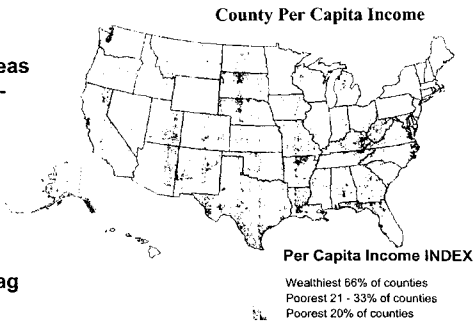 County Per Capita Income
eas
-
Per Capita Income INDEX
ag
Wealthiest 66% of counties
Poorest 21 - 33% of counties
Poorest 20% of counties